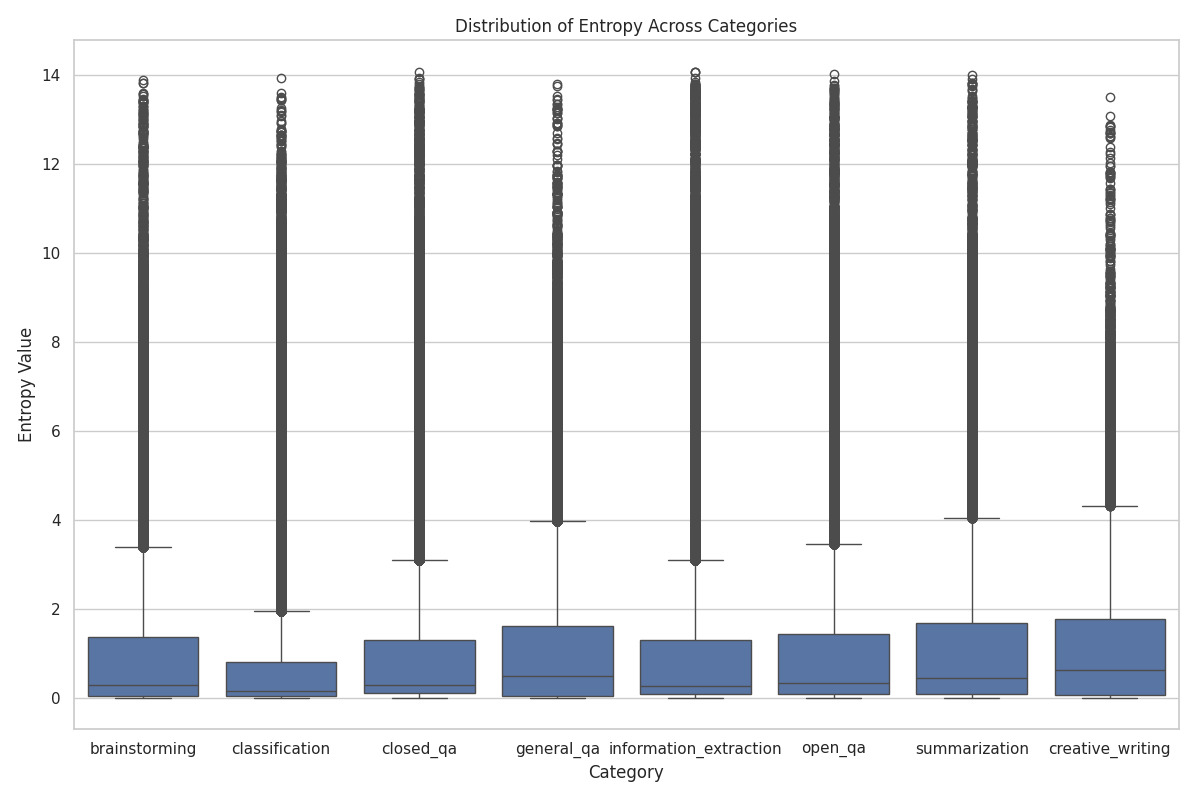 Distribution of Entropy Across Categories
Entropy Value
14
12
10
8
6
4
2
0
brainstorming classification closed_qa general_qa information_extraction open_qa summarization creative_writing
Category